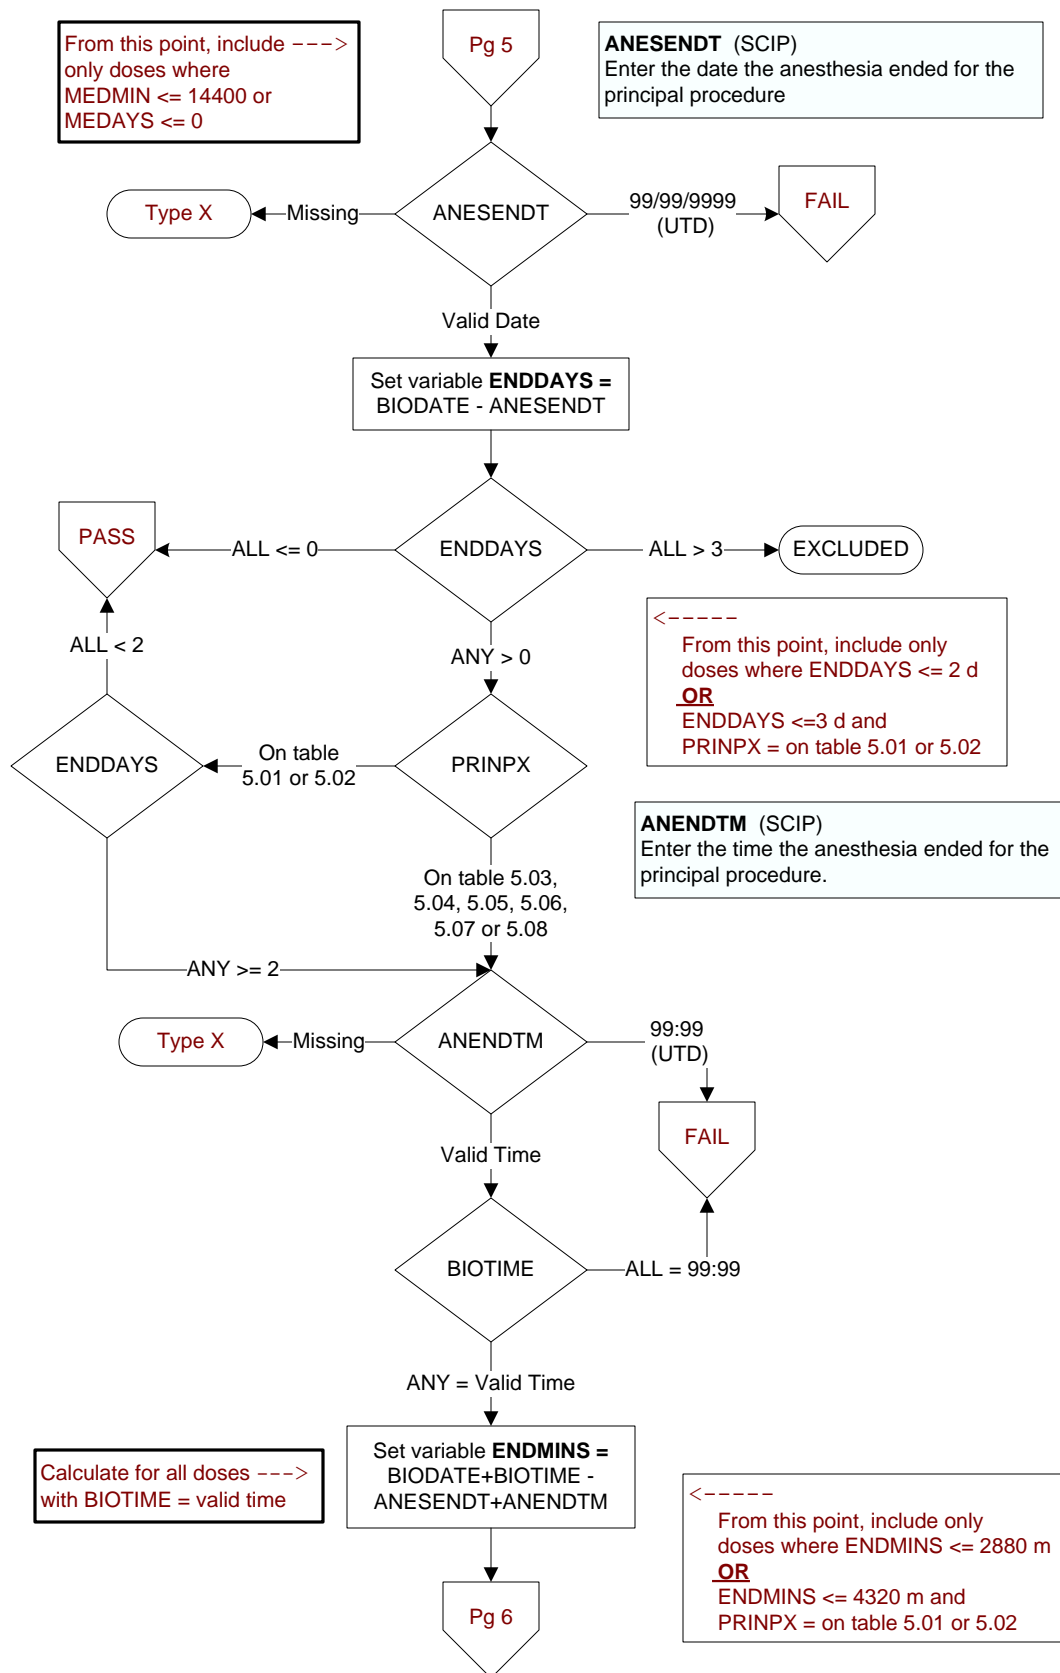 From this point, include --->
only doses where
MEDMIN <= 14400 or
MEDAYS <= 0
Pg 5
ANESENDT (SCIP)
Enter the date the anesthesia ended for the
principal procedure
Type X
Missing
ANESENDT
99/99/9999
(UTD)
FAIL
Valid Date
Set variable ENDDAYS =
BIODATE - ANESENDT
PASS
ALL <= 0
ENDDAYS
ALL > 3
EXCLUDED
<-----
From this point, include only
doses where ENDDAYS <= 2 d
OR
ENDDAYS <=3 d and
PRINPX = on table 5.01 or 5.02
ALL < 2
ANY > 0
ENDDAYS
On table
5.01 or 5.02
PRINPX
ANENDTM (SCIP)
Enter the time the anesthesia ended for the
principal procedure.
On table 5.03,
5.04, 5.05, 5.06,
5.07 or 5.08
ANY >= 2
Type X
Missing
ANENDTM
99:99
(UTD)
FAIL
Valid Time
BIOTIME
ALL = 99:99
ANY = Valid Time
Calculate for all doses --->
with BIOTIME = valid time
Set variable ENDMINS =
BIODATE+BIOTIME -
ANESENDT+ANENDTM
<-----
From this point, include only
doses where ENDMINS <= 2880 m
OR
ENDMINS <= 4320 m and
PRINPX = on table 5.01 or 5.02
Pg 6